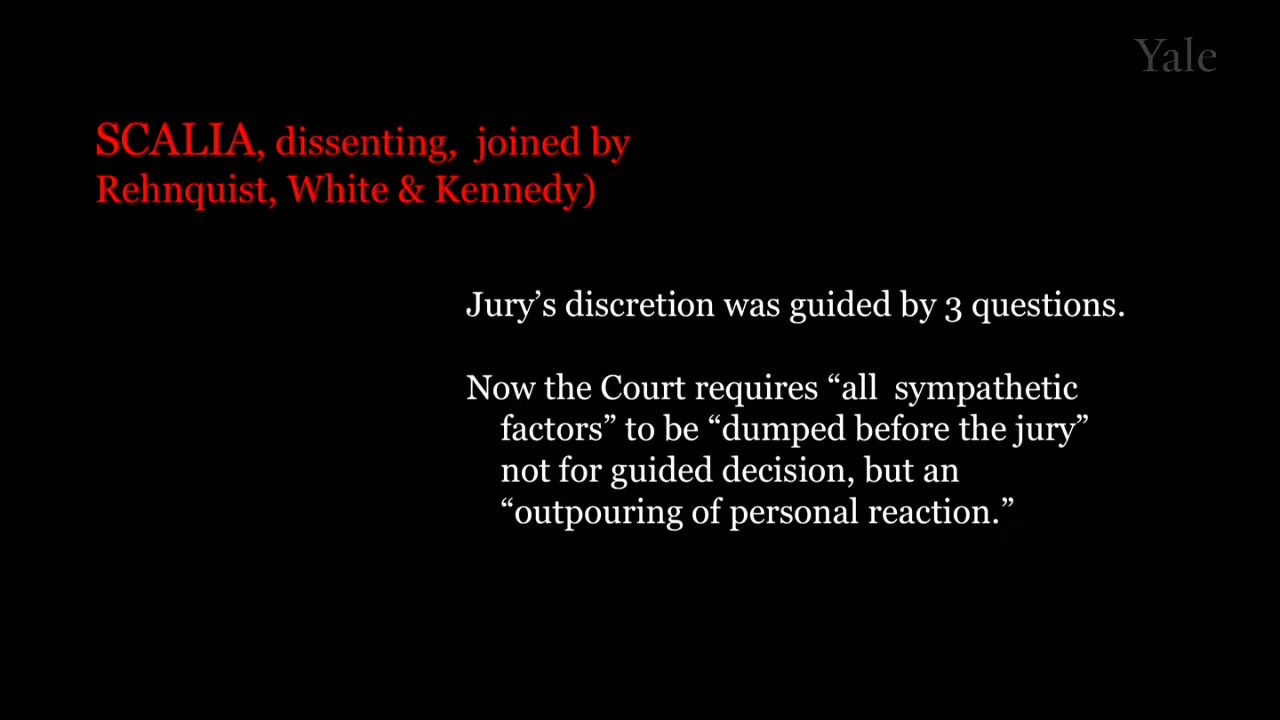 Yale
SCALIA, dissenting, joined by
Rehnquist, White & Kennedy)
Jury’s discretion was guided by 3 questions.
Now the Court requires “all sympathetic
factors” to be “dumped before the jury”
not for guided decision, but an
“outpouring of personal reaction.”